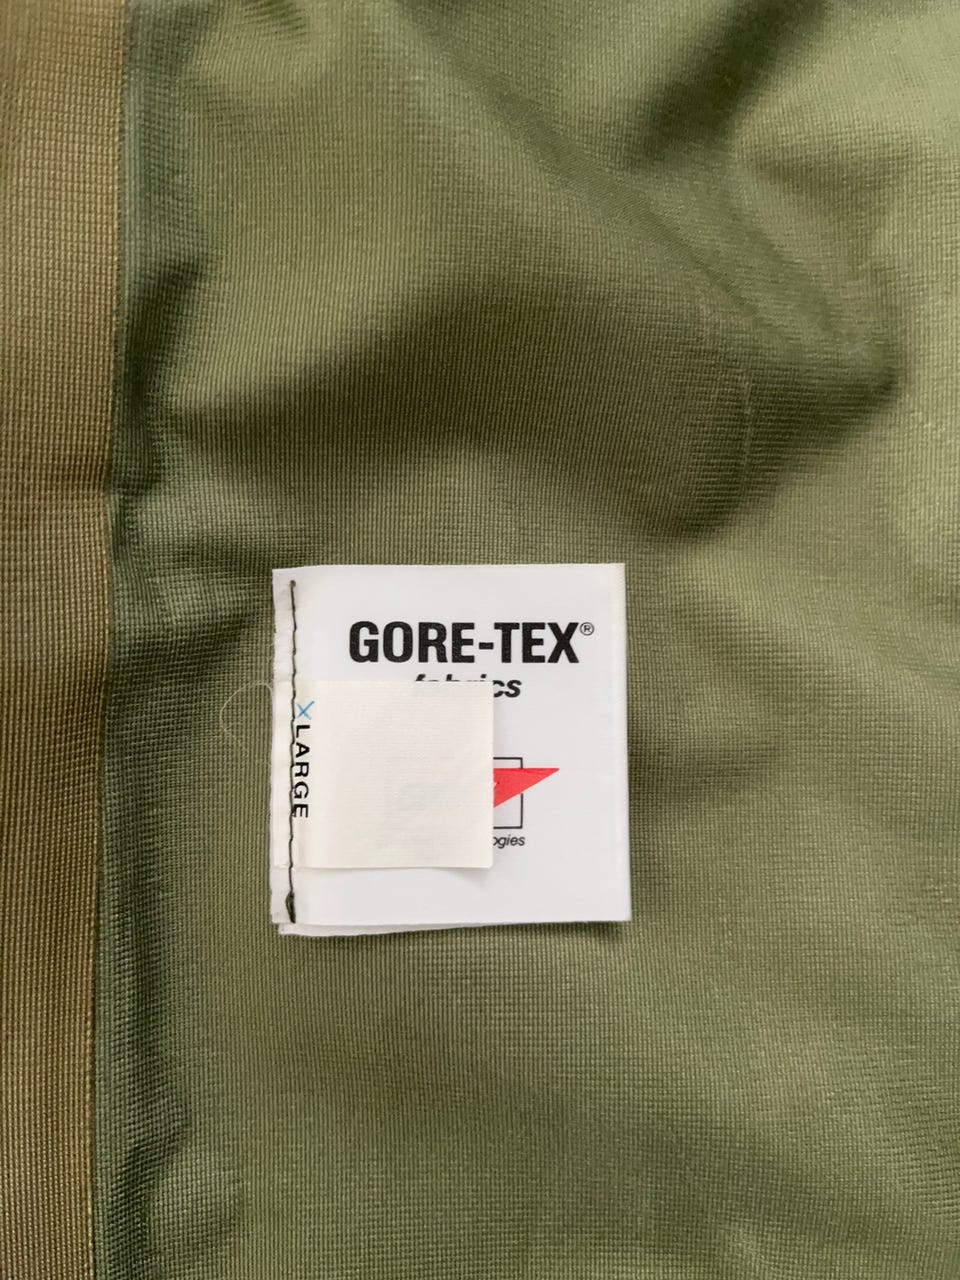 GORE-TEX®
fabrics
X LARGE
ogies